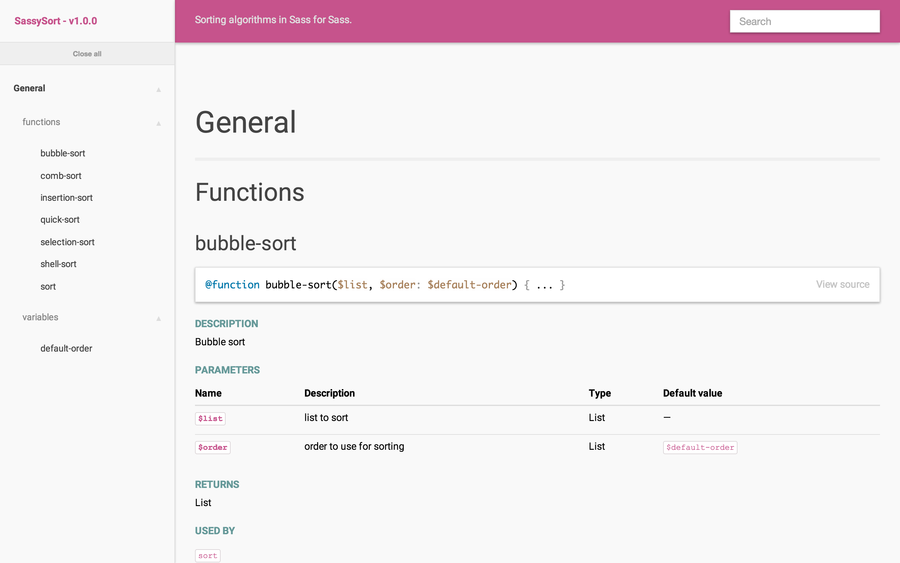 SassySort - v1.0.0
Close all
General
functions
bubble-sort
comb-sort
insertion-sort
quick-sort
selection-sort
shell-sort
sort
variables
default-order
Sorting algorithms in Sass for Sass.
Search
General
Functions
bubble-sort
@function bubble-sort($list, $order: $default-order) { ... } View source
DESCRIPTION
Bubble sort
PARAMETERS
Name Description Type Default value
$list list to sort List —
$order order to use for sorting List $default-order
RETURNS
List
USED BY
sort